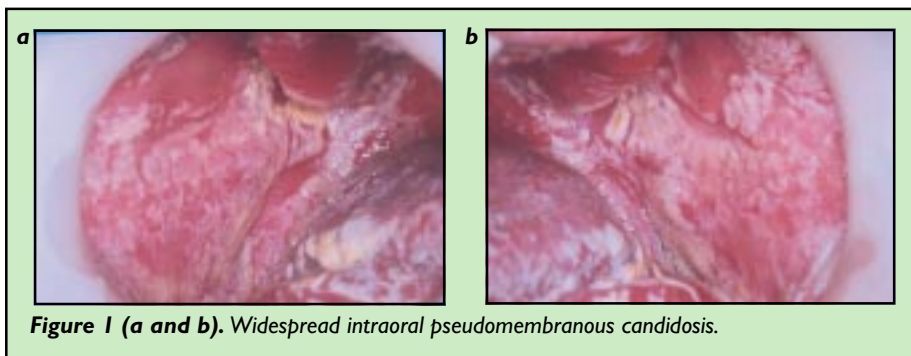 a
b
Figure 1 (a and b). Widespread intraoral pseudomembranous candidosis.